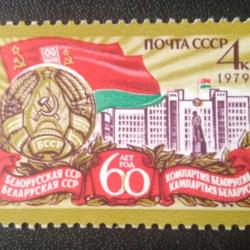 ПОЧТА СССР 4К
1979
БССР
БЕЛОРУССКАЯ ССР
БЕЛАРУСКАЯ ССР
60
ЛЕТ
ГОД
КОМПАРТИЯ БЕЛОРУССИИ
КАМПАРТЫЯ БЕЛАРУСІ